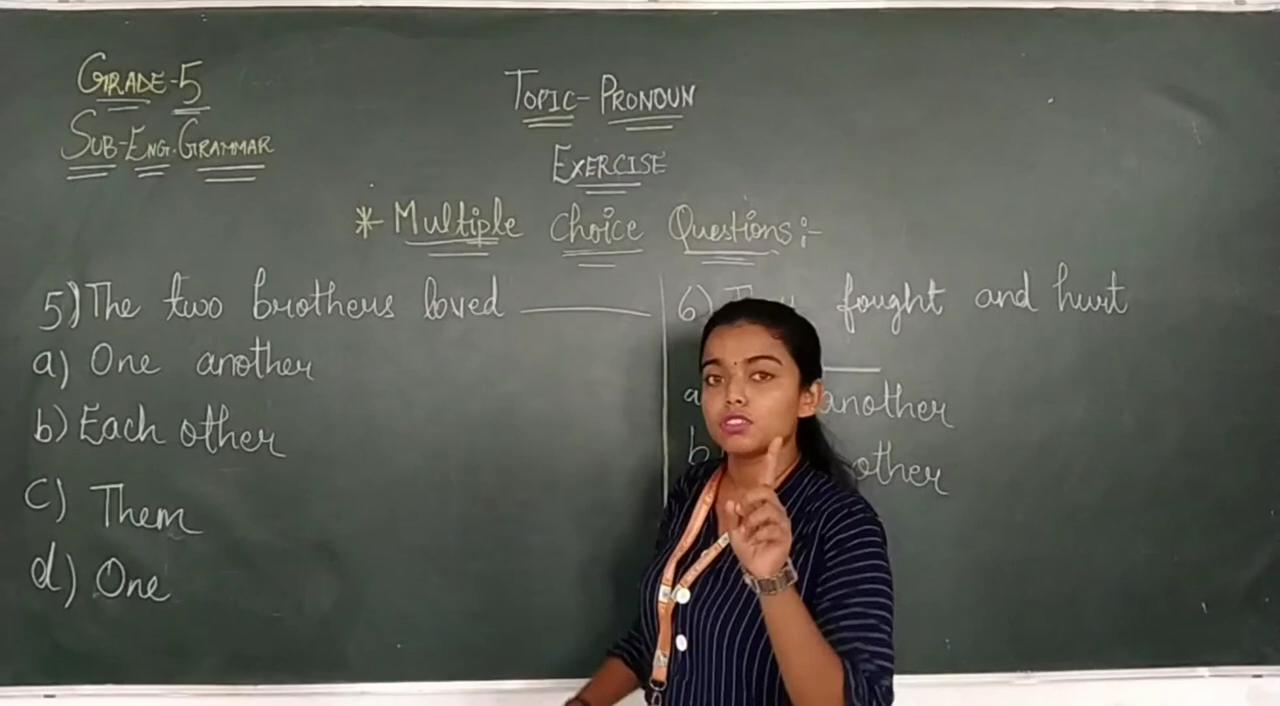 GRADE-5
SUB-ENG.GRAMMAR
TOPIC-PRONOUN
EXERCISE
* Multiple choice Questions:-
5) The two brothers loved ______
a) One another
b) Each other
c) Them
d) One
6) fought and hurt
a another
b other